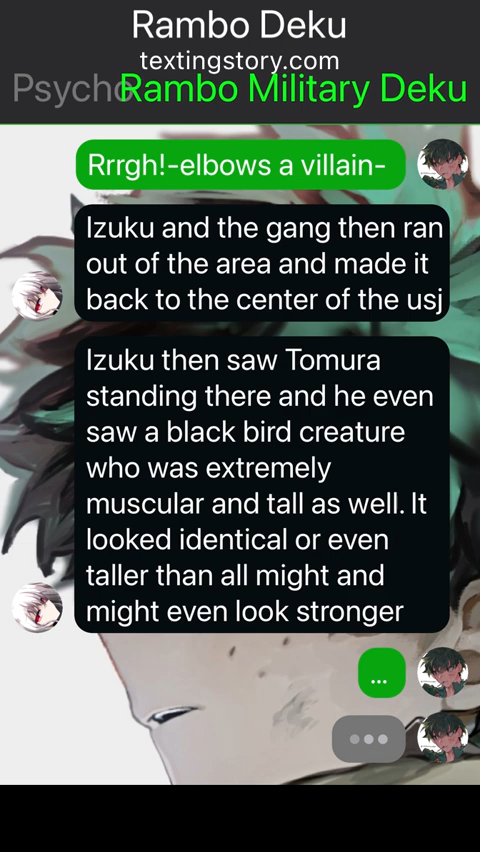 Rambo Deku
textingstory.com
Psycho Rambo Military Deku
Rrrgh!-elbows a villain-
Izuku and the gang then ran
out of the area and made it
back to the center of the usj
Izuku then saw Tomura
standing there and he even
saw a black bird creature
who was extremely
muscular and tall as well. It
looked identical or even
taller than all might and
might even look stronger
...